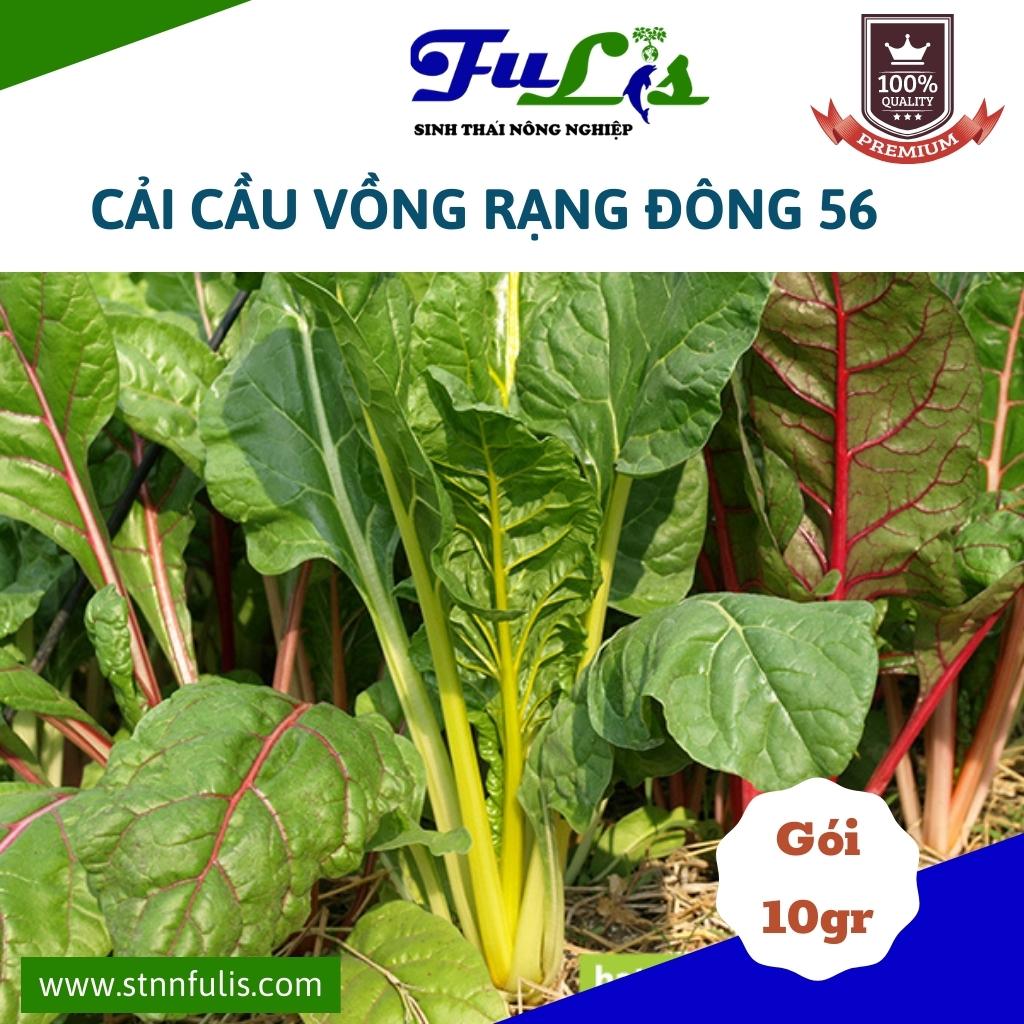 FuLis
SINH THÁI NÔNG NGHIỆP
100%
QUALITY
PREMIUM
CẢI CẦU VỒNG RẠNG ĐÔNG 56
Gói
10gr
www.stnnfulis.com